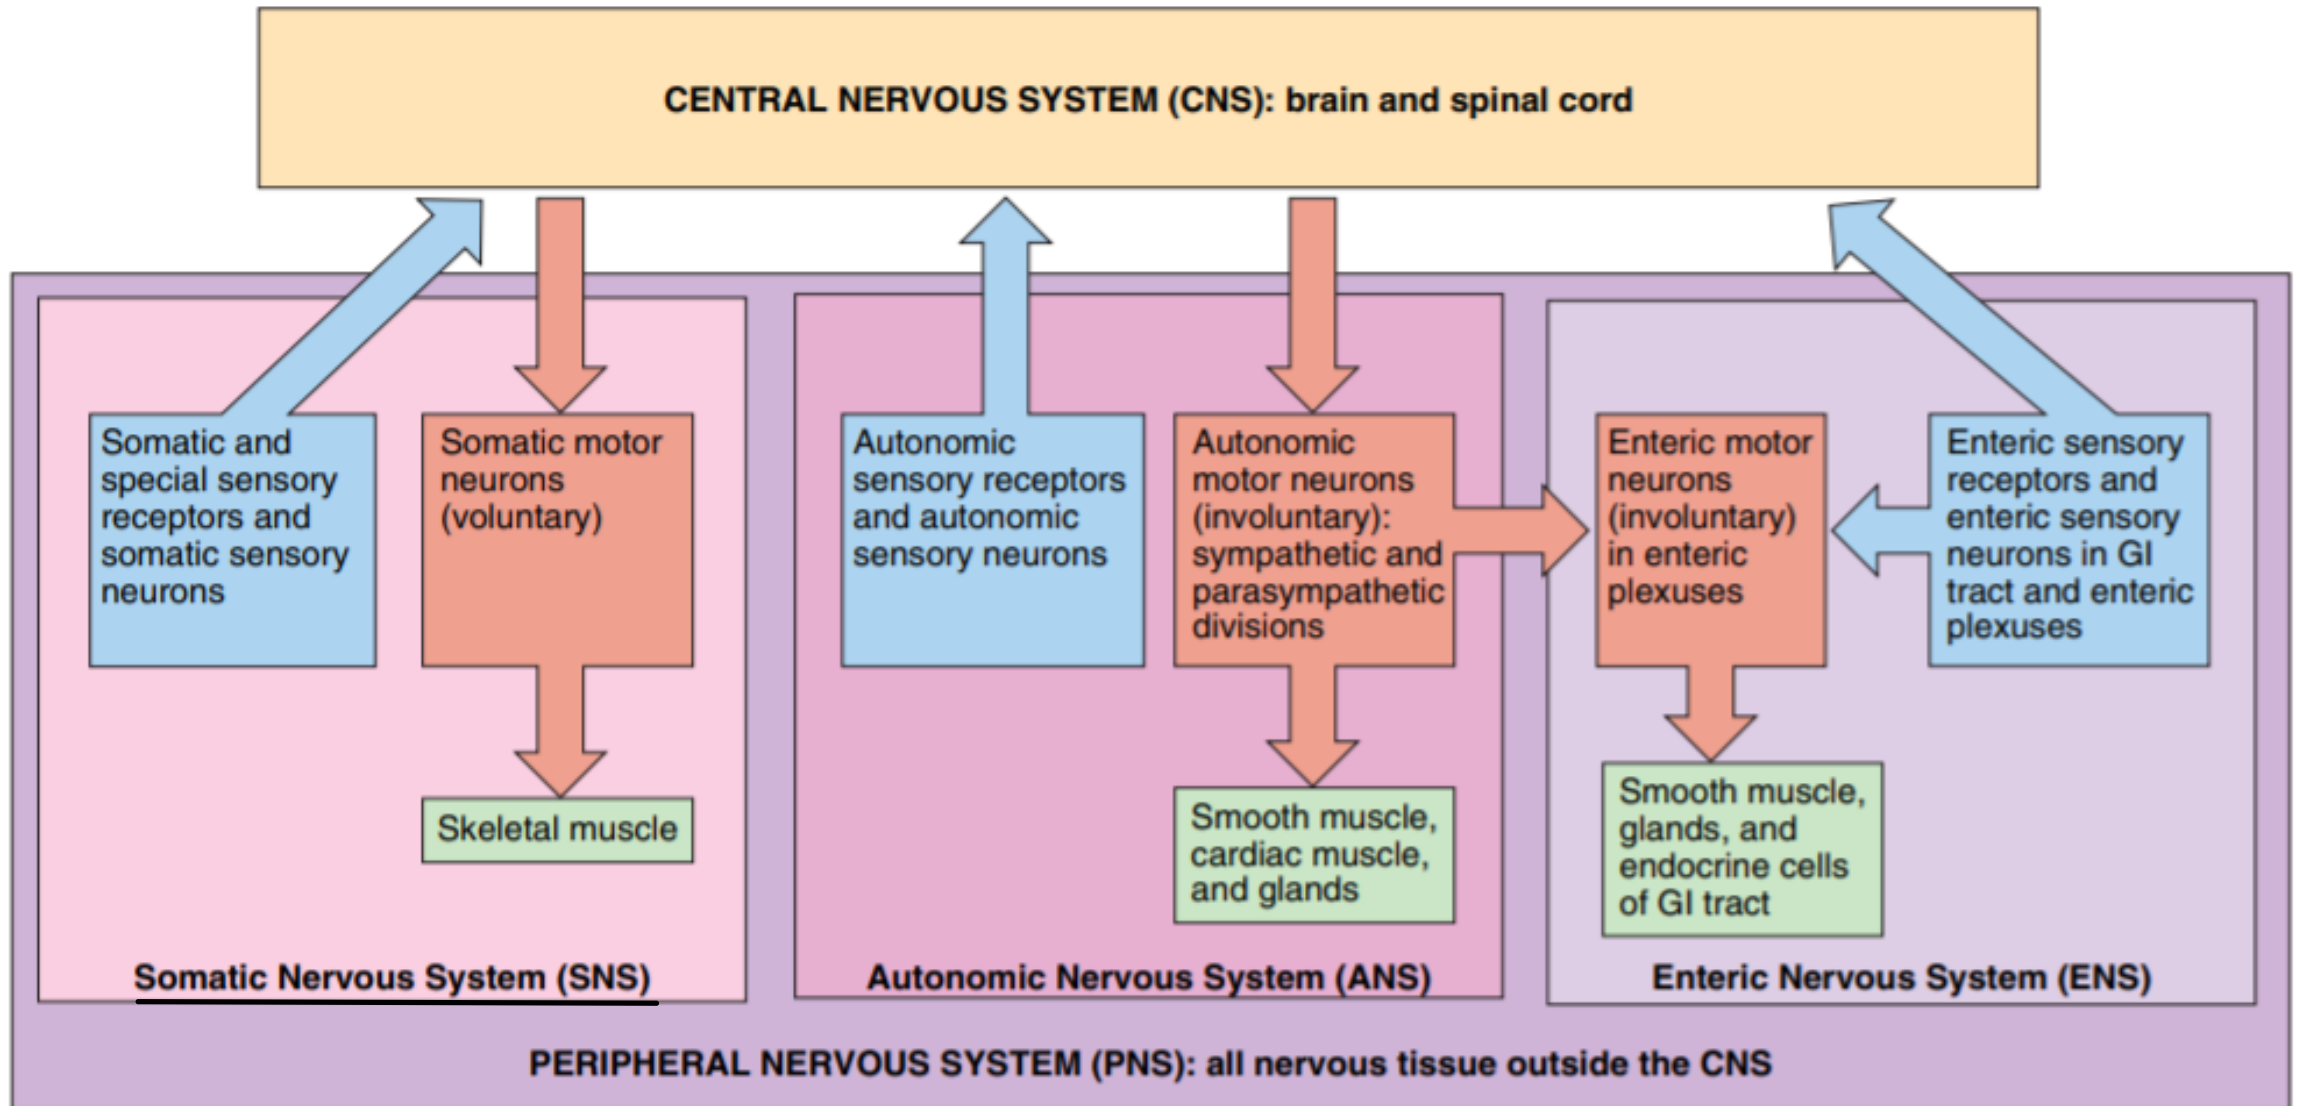 CENTRAL NERVOUS SYSTEM (CNS): brain and spinal cord
Somatic and
special sensory
receptors and
somatic sensory
neurons
Somatic motor
neurons
(voluntary)
Skeletal muscle
Somatic Nervous System (SNS)
Autonomic
sensory receptors
and autonomic
sensory neurons
Autonomic
motor neurons
(involuntary):
sympathetic and
parasympathetic
divisions
Smooth muscle,
cardiac muscle,
and glands
Autonomic Nervous System (ANS)
Enteric motor
neurons
(involuntary)
in enteric
plexuses
Enteric sensory
receptors and
enteric sensory
neurons in GI
tract and enteric
plexuses
Smooth muscle,
glands, and
endocrine cells
of GI tract
Enteric Nervous System (ENS)
PERIPHERAL NERVOUS SYSTEM (PNS): all nervous tissue outside the CNS